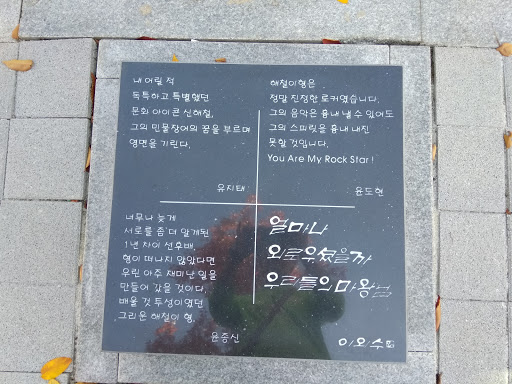 내 어릴 적
독특하고 특별했던
문화 아이콘 신해철,
그의 민물장어의 꿈을 부르며
영면을 기린다.
유지태
해철이형은
정말 진정한 로커였습니다.
그의 음악은 흉내 낼 수 있어도
그의 스피릿을 흉내 내진
못할 것입니다.
You Are My Rock Star!
윤도현
너무나 늦게
서로를 좀 더 알게된
1년 차이 선후배,
형이 떠나지 않았다면
우린 아주 재미난 일을
만들어 갔을 것이다.
배울 것 투성이였던
그리운 해철이 형,
윤종신
얼마나
외로우셨을까
우리들의 마왕님
이외수